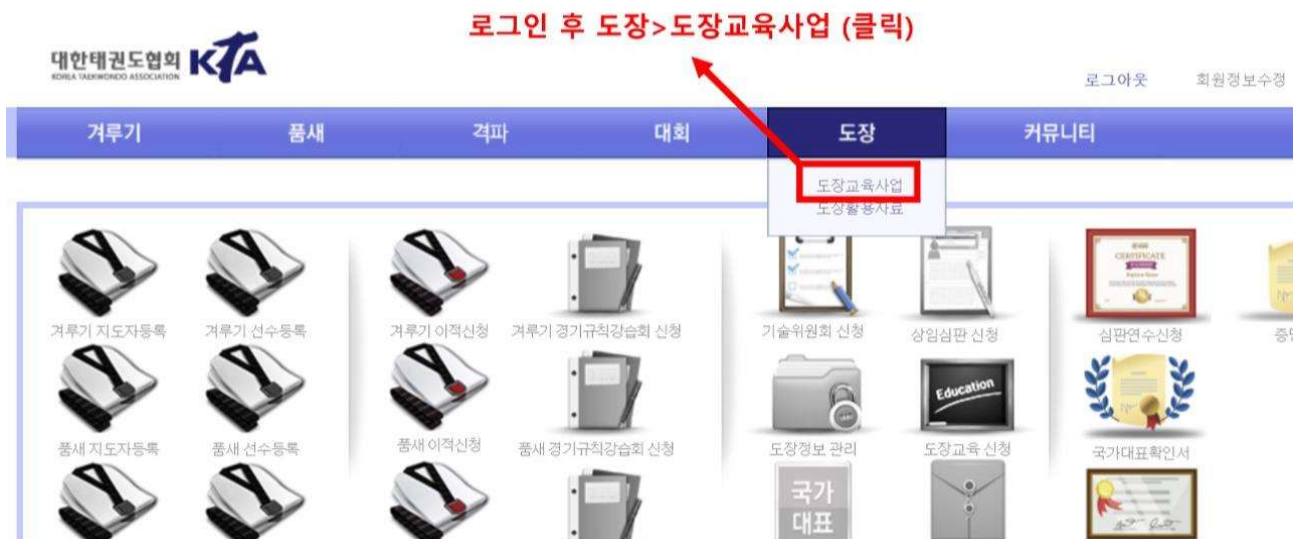 로그인 후 도장>도장교육사업 (클릭)
대한태권도협회 KTA
KOREA TAEKWONDO ASSOCIATION
로그아웃 회원정보수정
겨루기 품새 격파 대회 도장 커뮤니티
도장교육사업
도장활용자료
CERTIFICATE
겨루기 지도자등록 겨루기 선수등록 겨루기 이적신청 겨루기 경기규칙강습회 신청 기술위원회 신청 상임심판 신청 심판연수신청
Education
품새 지도자등록 품새 선수등록 품새 이적신청 품새 경기규칙강습회 신청 도장정보 관리 도장교육 신청 국가대표확인서
국가
대표